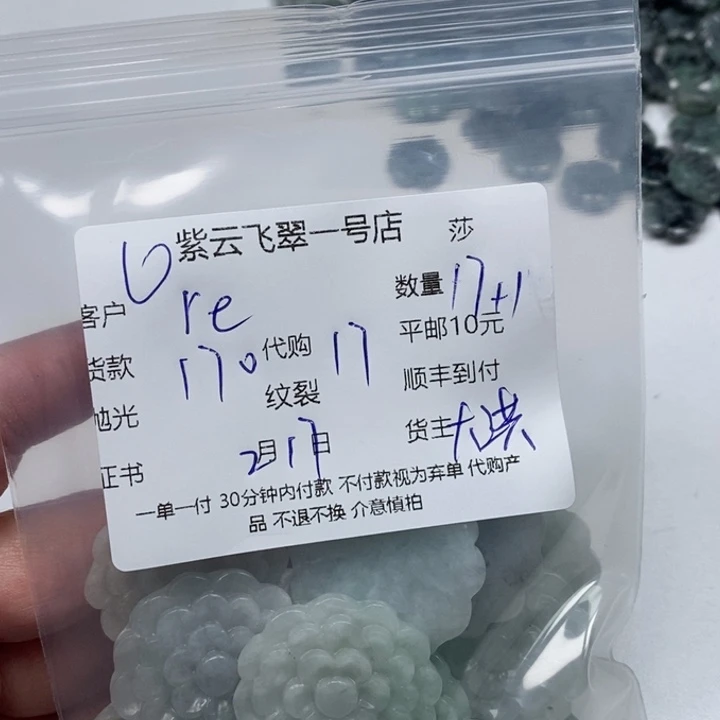 紫云飞翠一号店 莎
客户 re 数量 17+1
平邮10元
货款 170 代购 17
纹裂 顺丰到付
抛光
2月17日 货主 大洪
证书
一单一付 30分钟内付款 不付款视为弃单 代购产
品 不退不换 介意慎拍